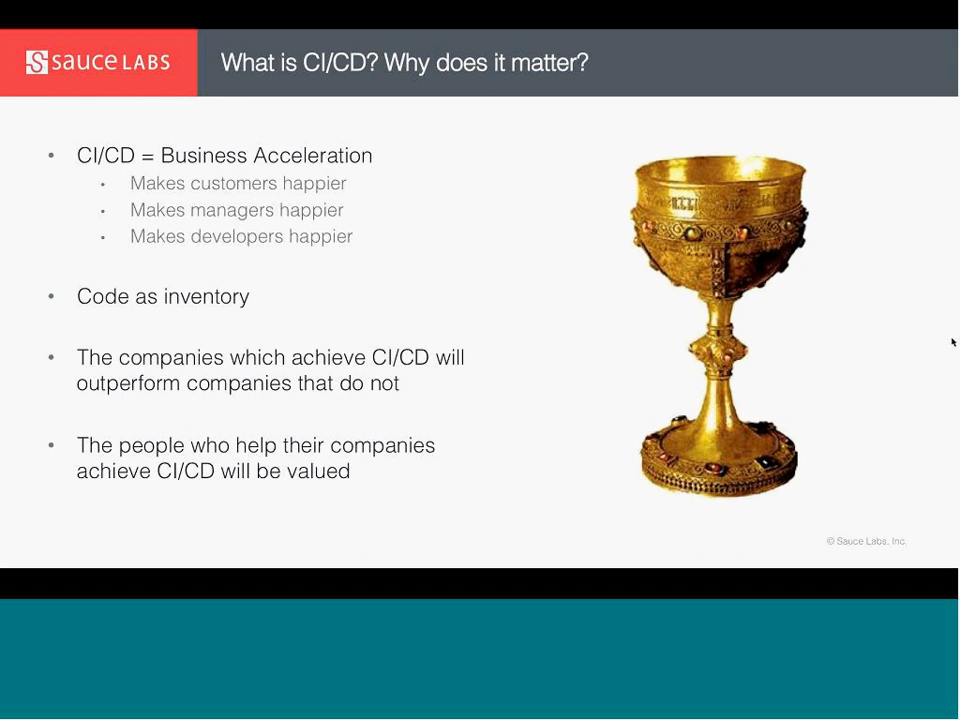 sauce LABS
What is CI/CD? Why does it matter?
• CI/CD = Business Acceleration
• Makes customers happier
• Makes managers happier
• Makes developers happier
• Code as inventory
• The companies which achieve CI/CD will
outperform companies that do not
• The people who help their companies
achieve CI/CD will be valued
© Sauce Labs, Inc.